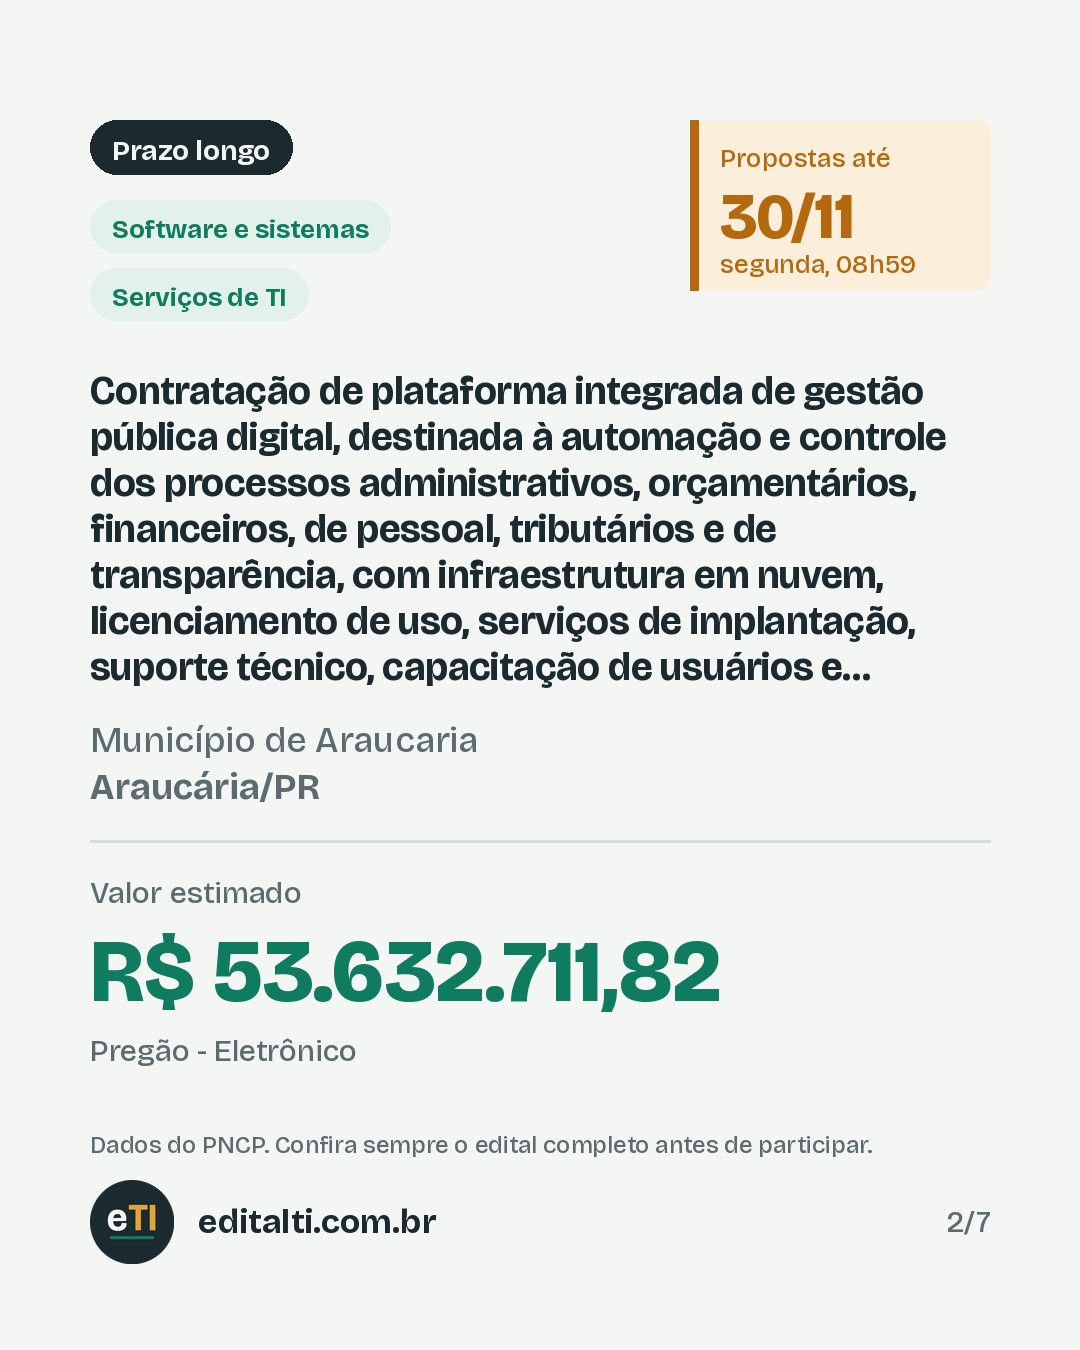 Prazo longo
Software e sistemas
Serviços de TI
Propostas até
30/11
segunda, 08h59
Contratação de plataforma integrada de gestão
pública digital, destinada à automação e controle
dos processos administrativos, orçamentários,
financeiros, de pessoal, tributários e de
transparência, com infraestrutura em nuvem,
licenciamento de uso, serviços de implantação,
suporte técnico, capacitação de usuários e...
Município de Araucaria
Araucária/PR
Valor estimado
R$ 53.632.711,82
Pregão - Eletrônico
Dados do PNCP. Confira sempre o edital completo antes de participar.
eTI
editalti.com.br
2/7